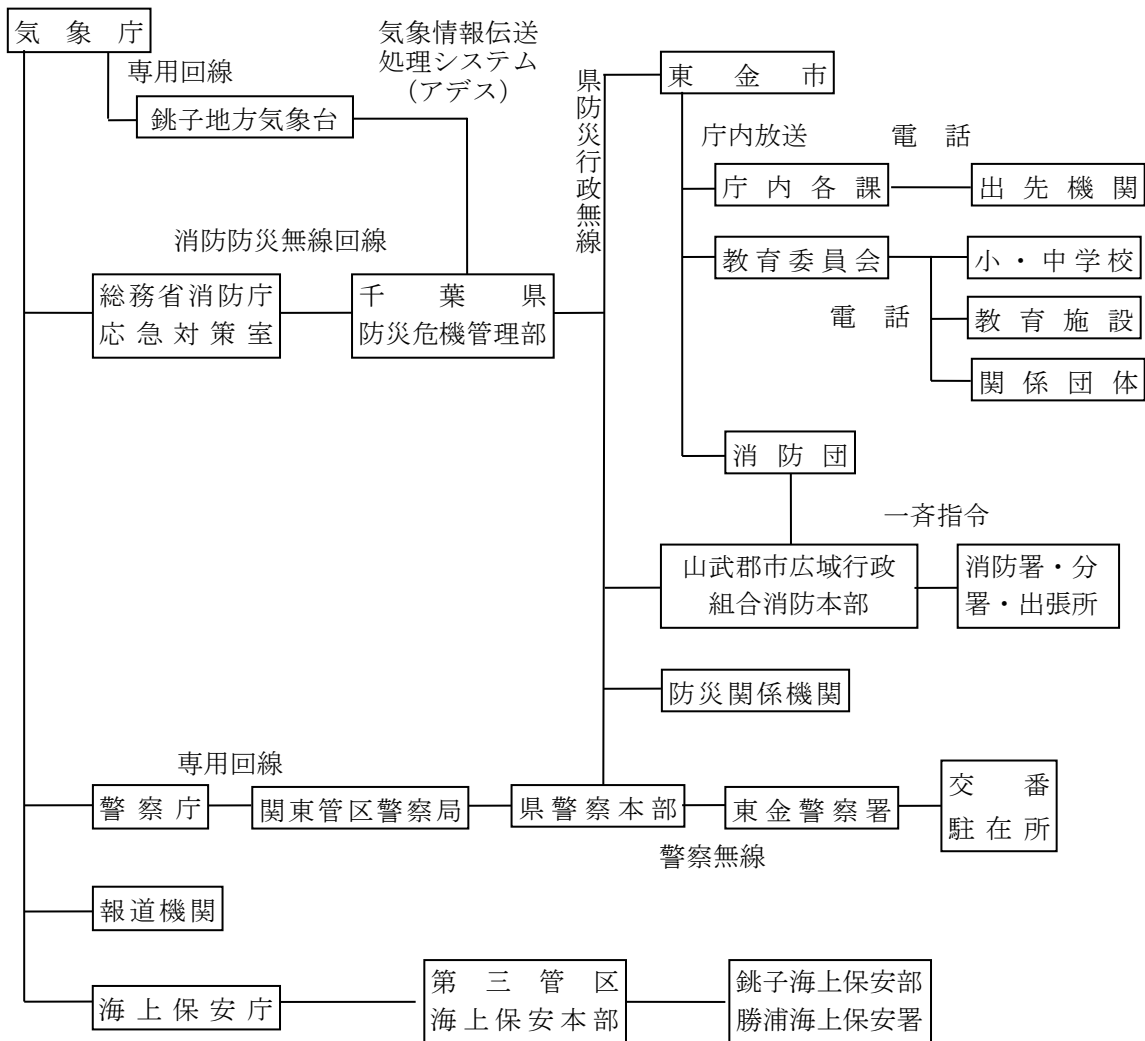 気象庁
専用回線
気象情報伝送
処理システム
(アデス)
銚子地方気象台
県防災行政無線
東金市
庁内放送
電話
庁内各課
出先機関
教育委員会
小・中学校
電話
教育施設
関係団体
消防防災無線回線
総務省消防庁
応急対策室
千葉県
防災危機管理部
消防団
一斉指令
山武郡市広域行政
組合消防本部
消防署・分
署・出張所
防災関係機関
専用回線
警察庁
関東管区警察局
県警察本部
東金警察署
交番
駐在所
警察無線
報道機関
海上保安庁
第三管区
海上保安本部
銚子海上保安部
勝浦海上保安署